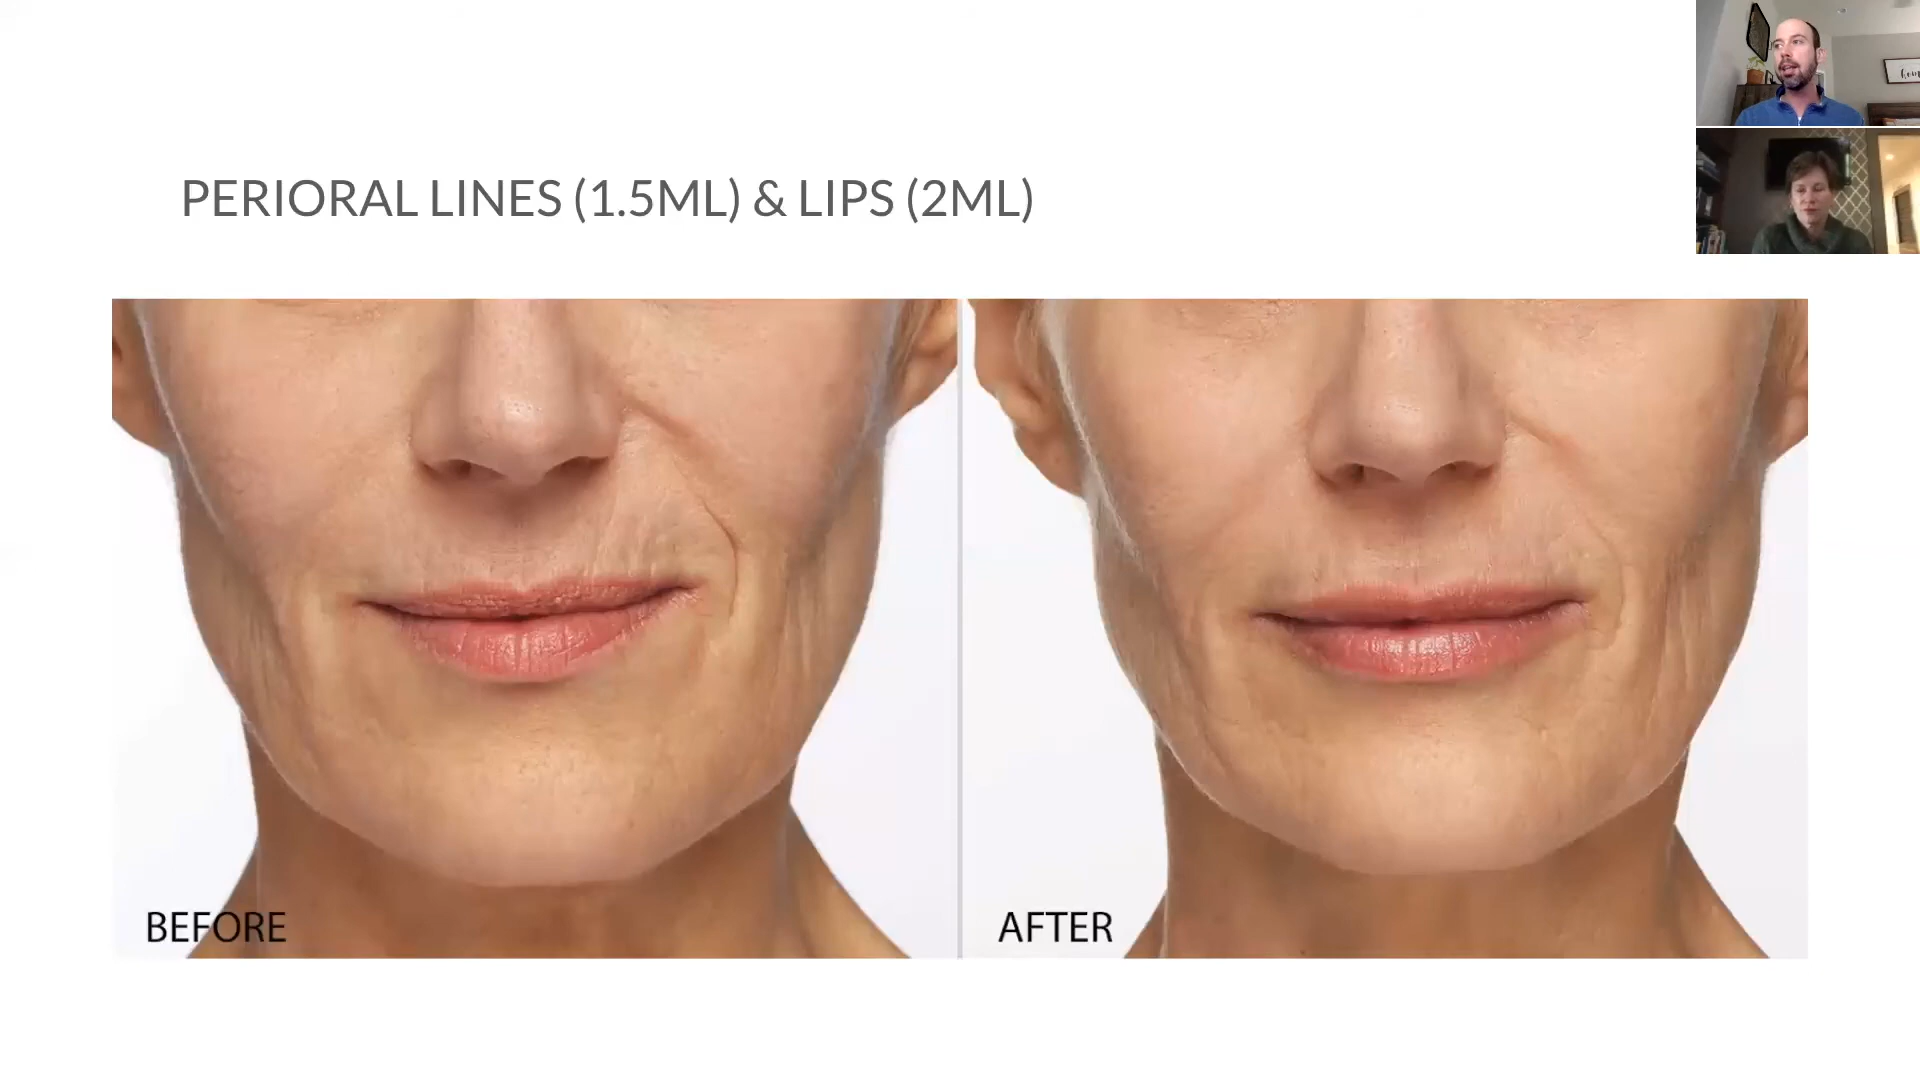 PERIORAL LINES (1.5ML) & LIPS (2ML)
BEFORE
AFTER